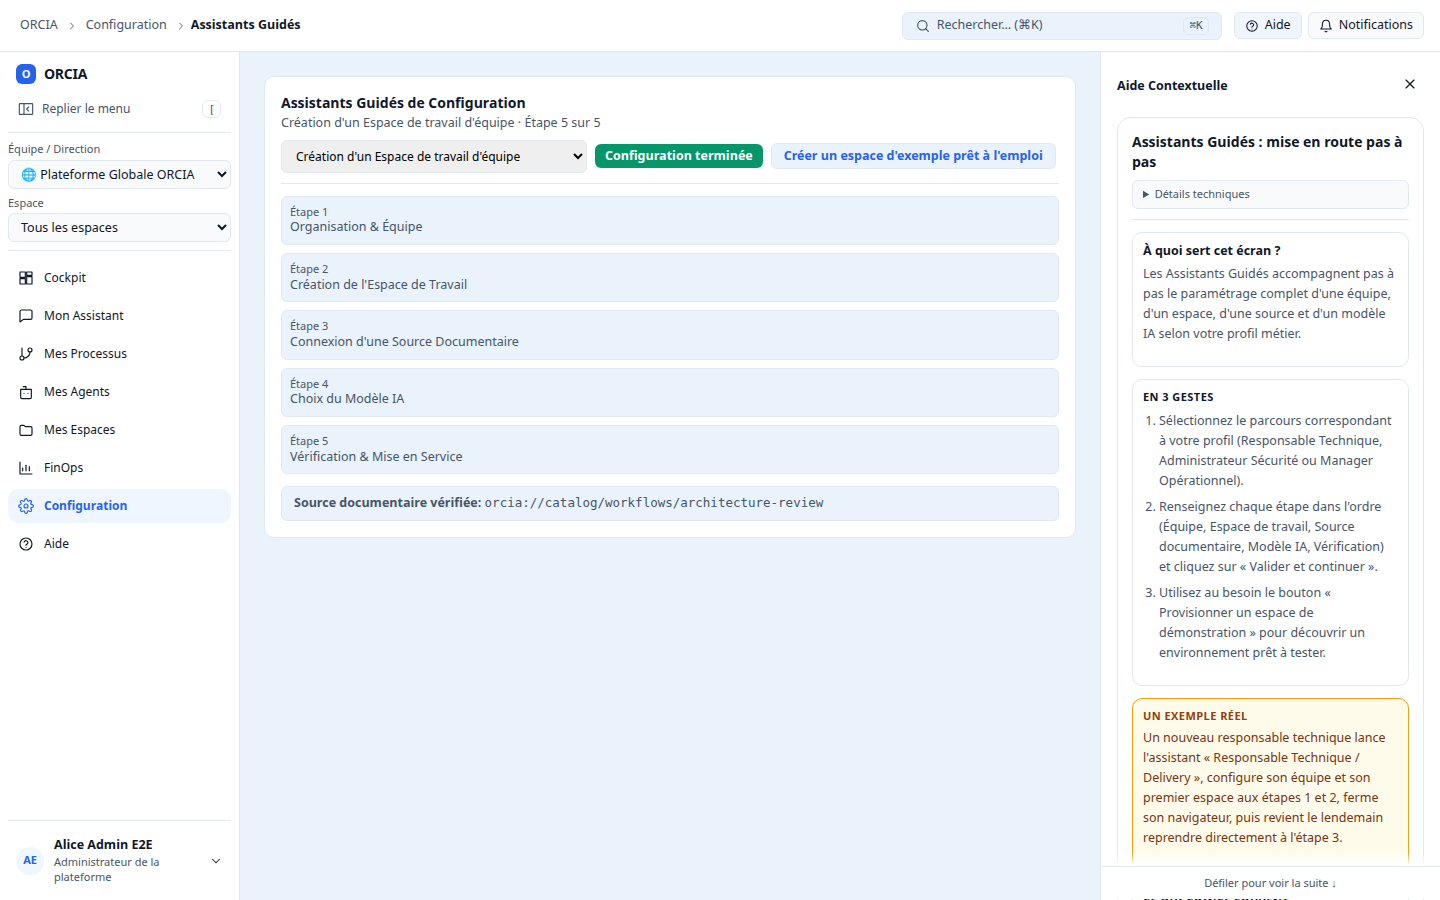 ORCIA > Configuration > Assistants Guidés
Rechercher... (⌘K)
⌘K
Aide
Notifications
O ORCIA
Replier le menu
[
Équipe / Direction
🌐 Plateforme Globale ORCIA
Espace
Tous les espaces
Cockpit
Mon Assistant
Mes Processus
Mes Agents
Mes Espaces
FinOps
Configuration
Aide
AE
Alice Admin E2E
Administrateur de la
plateforme
Assistants Guidés de Configuration
Création d'un Espace de travail d'équipe · Étape 5 sur 5
Création d'un Espace de travail d'équipe
Configuration terminée
Créer un espace d'exemple prêt à l'emploi
Étape 1
Organisation & Équipe
Étape 2
Création de l'Espace de Travail
Étape 3
Connexion d'une Source Documentaire
Étape 4
Choix du Modèle IA
Étape 5
Vérification & Mise en Service
Source documentaire vérifiée: orcia://catalog/workflows/architecture-review
Aide Contextuelle
Assistants Guidés : mise en route pas à
pas
▶ Détails techniques
À quoi sert cet écran ?
Les Assistants Guidés accompagnent pas à
pas le paramétrage complet d'une équipe,
d'un espace, d'une source et d'un modèle
IA selon votre profil métier.
EN 3 GESTES
1. Sélectionnez le parcours correspondant
à votre profil (Responsable Technique,
Administrateur Sécurité ou Manager
Opérationnel).
2. Renseignez chaque étape dans l'ordre
(Équipe, Espace de travail, Source
documentaire, Modèle IA, Vérification)
et cliquez sur « Valider et continuer ».
3. Utilisez au besoin le bouton «
Provisionner un espace de
démonstration » pour découvrir un
environnement prêt à tester.
UN EXEMPLE RÉEL
Un nouveau responsable technique lance
l'assistant « Responsable Technique /
Delivery », configure son équipe et son
premier espace aux étapes 1 et 2, ferme
son navigateur, puis revient le lendemain
reprendre directement à l'étape 3.
Défiler pour voir la suite ↓